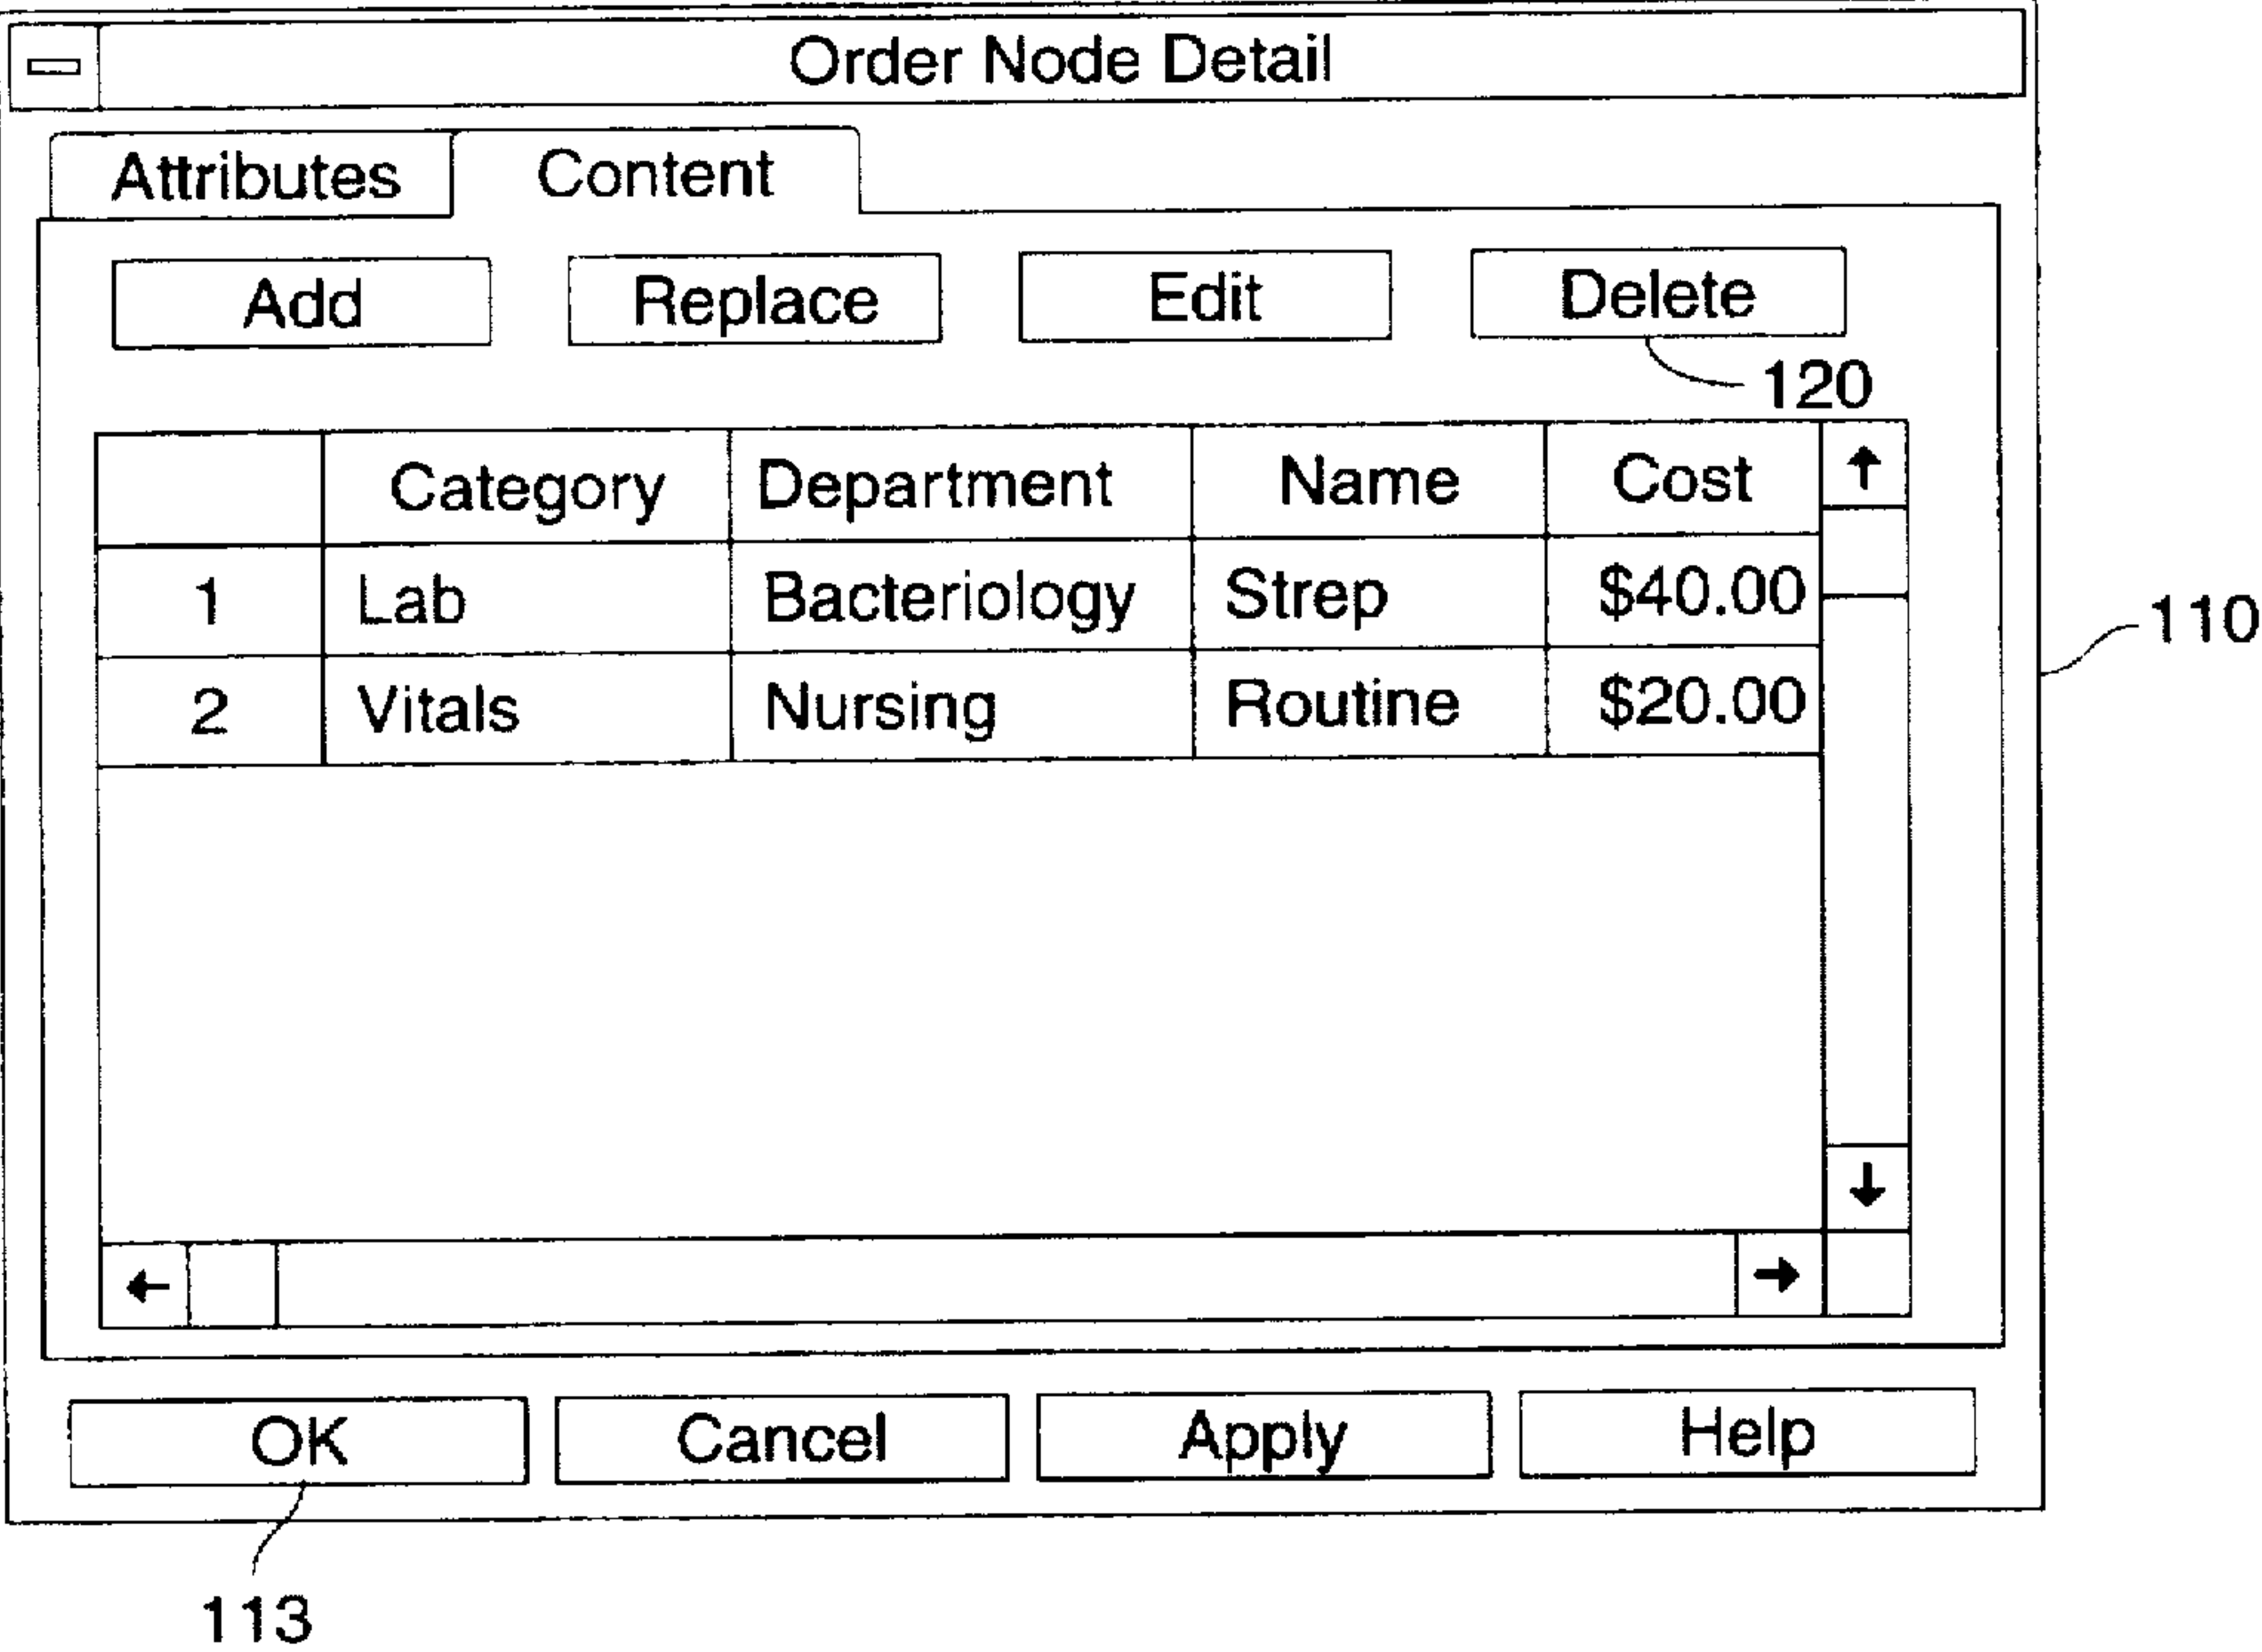 Order Node Detail
Attributes Content
Add Replace Edit Delete
120
Category Department Name Cost
1 Lab Bacteriology Strep $40.00
110
2 Vitals Nursing Routine $20.00
OK Cancel Apply Help
113